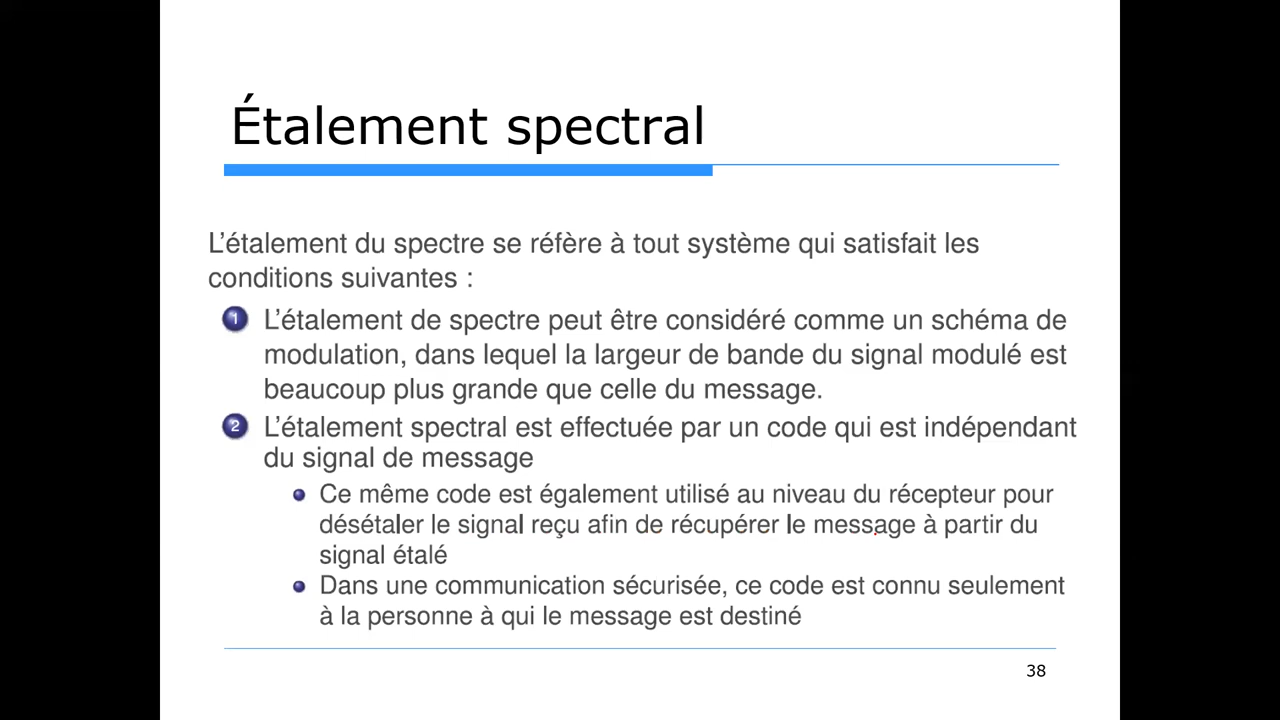 Étalement spectral
L'étalement du spectre se réfère à tout système qui satisfait les
conditions suivantes :
1 L'étalement de spectre peut être considéré comme un schéma de
modulation, dans lequel la largeur de bande du signal modulé est
beaucoup plus grande que celle du message.
2 L'étalement spectral est effectuée par un code qui est indépendant
du signal de message
Ce même code est également utilisé au niveau du récepteur pour
désétaler le signal reçu afin de récupérer le message à partir du
signal étalé
Dans une communication sécurisée, ce code est connu seulement
à la personne à qui le message est destiné
38